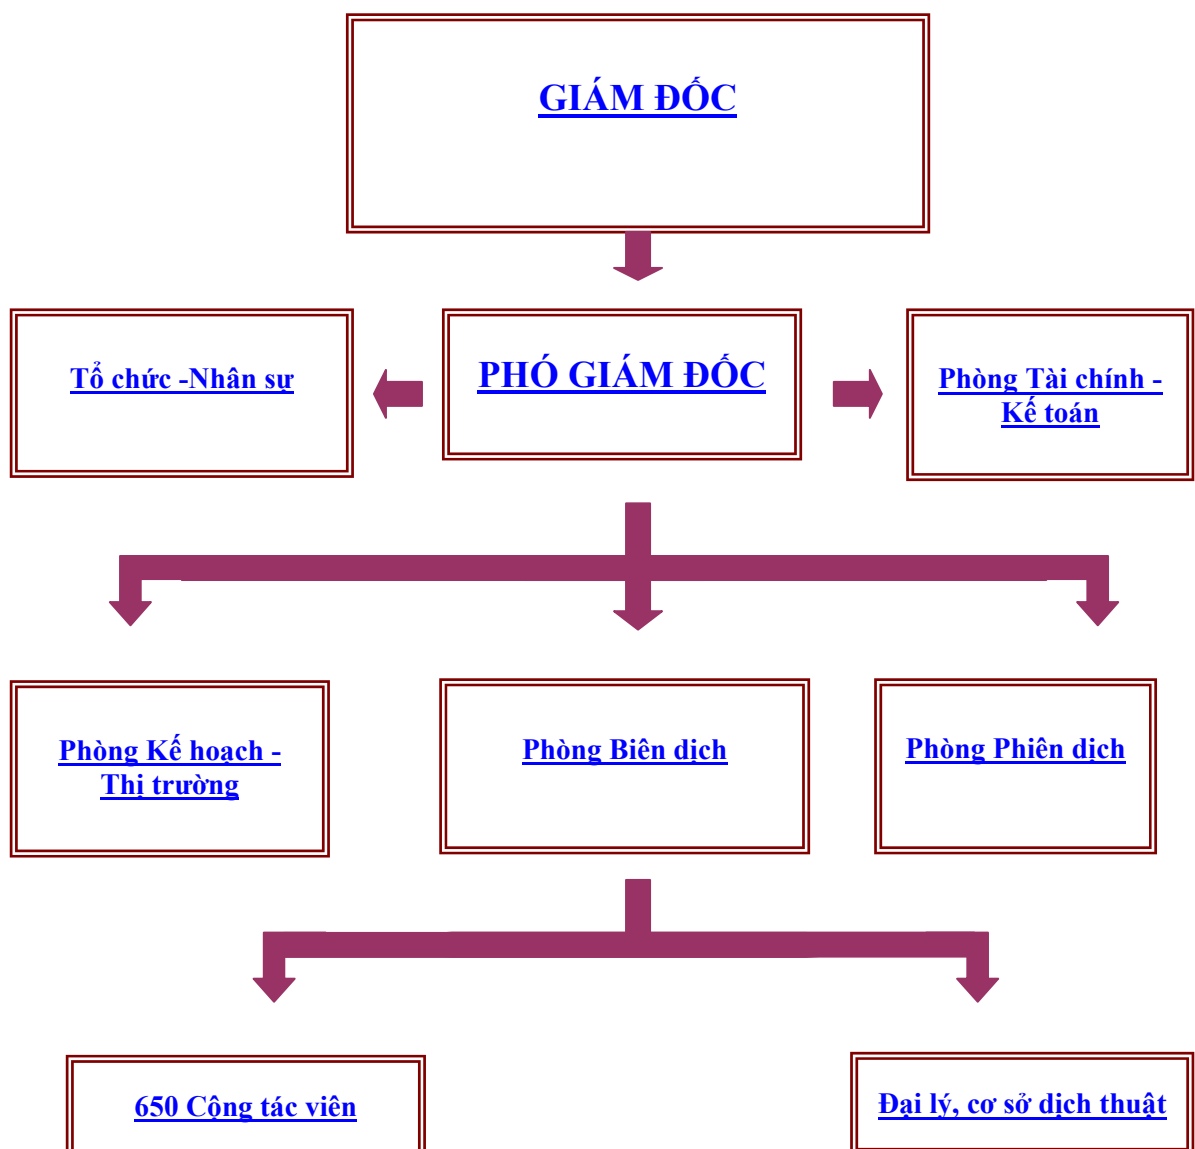 GIÁM ĐỐC
Tổ chức -Nhân sự
PHÓ GIÁM ĐỐC
Phòng Tài chính -
Kế toán
Phòng Kế hoạch -
Thị trường
Phòng Biên dịch
Phòng Phiên dịch
650 Cộng tác viên
Đại lý, cơ sở dịch thuật